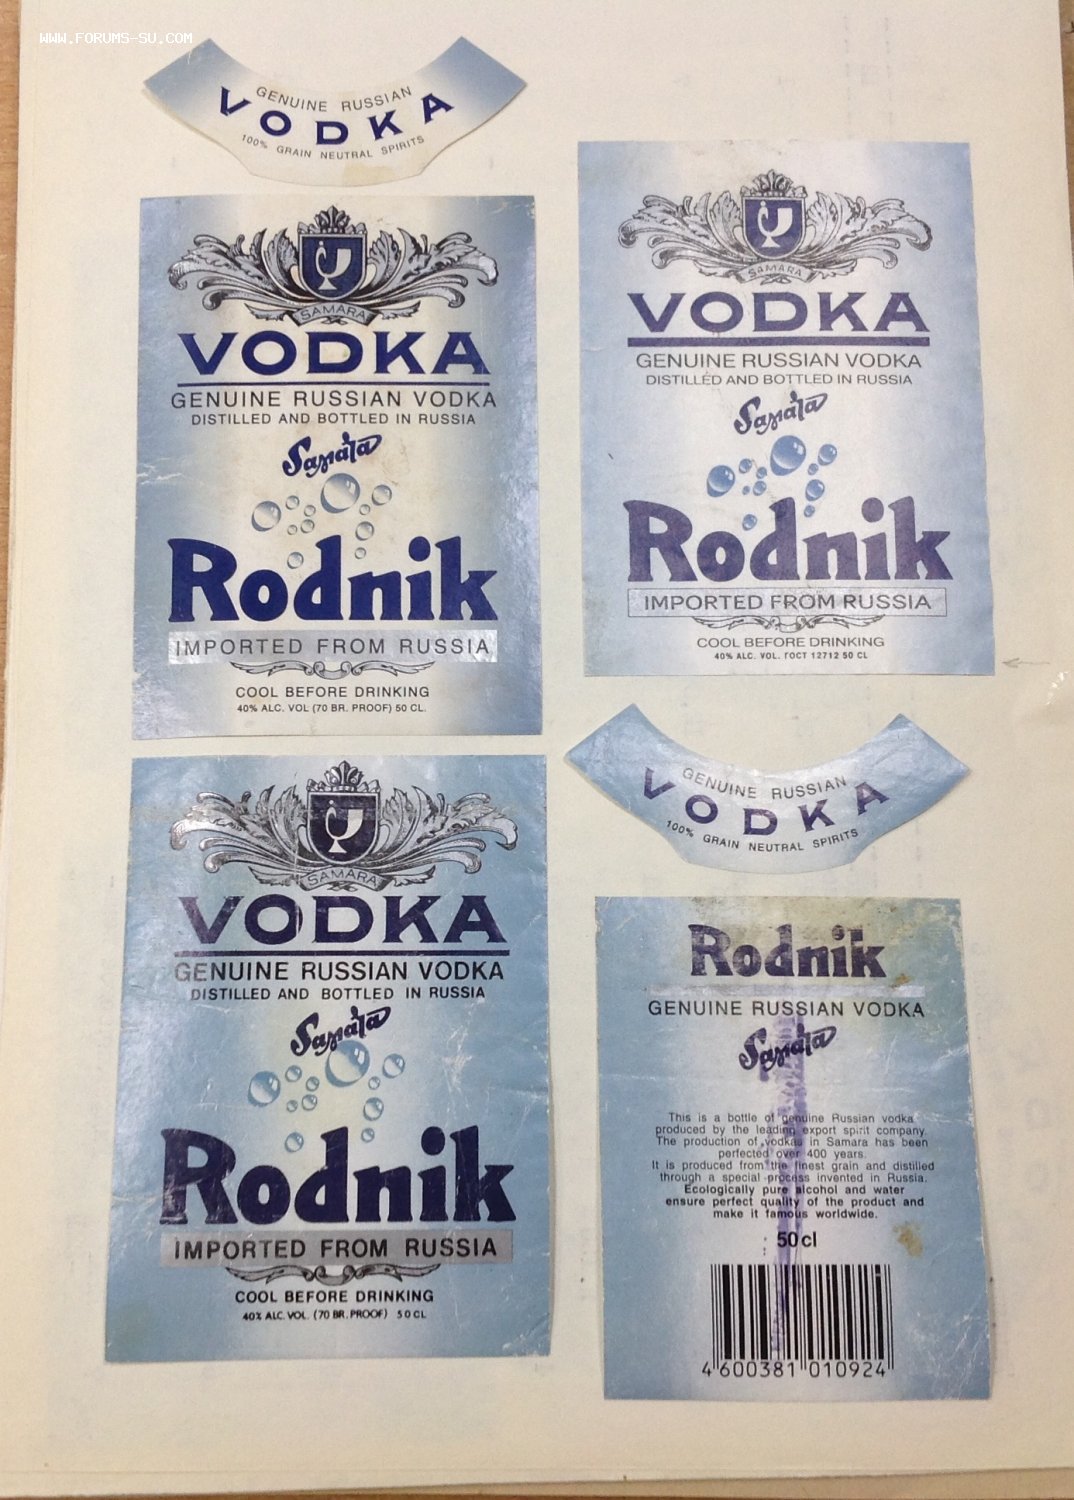 WWW.FORUMS-SU.COM
GENUINE RUSSIAN
VODKA
100% GRAIN NEUTRAL SPIRITS
SAMARA
VODKA
GENUINE RUSSIAN VODKA
DISTILLED AND BOTTLED IN RUSSIA
Samara
Rodnik
IMPORTED FROM RUSSIA
COOL BEFORE DRINKING
40% ALC. VOL (70 BR. PROOF) 50 CL.
SAMARA
VODKA
GENUINE RUSSIAN VODKA
DISTILLED AND BOTTLED IN RUSSIA
Samara
Rodnik
IMPORTED FROM RUSSIA
COOL BEFORE DRINKING
40% ALC. VOL. ГОСТ 12712 50 CL
SAMARA
VODKA
GENUINE RUSSIAN VODKA
DISTILLED AND BOTTLED IN RUSSIA
Samara
Rodnik
IMPORTED FROM RUSSIA
COOL BEFORE DRINKING
40% ALC. VOL. (70 BR. PROOF) 50 CL
GENUINE RUSSIAN
VODKA
100% GRAIN NEUTRAL SPIRITS
Rodnik
GENUINE RUSSIAN VODKA
Samara
This is a bottle of genuine Russian vodka
produced by the leading export spirit company.
The production of vodkas in Samara has been
perfected over 400 years.
It is produced from the finest grain and distilled
through a special process invented in Russia.
Ecologically pure alcohol and water
ensure perfect quality of the product and
make it famous worldwide.
50 cl
4 600381 010924